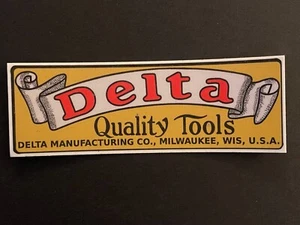 Delta
Quality Tools
DELTA MANUFACTURING CO., MILWAUKEE, WIS, U.S.A.